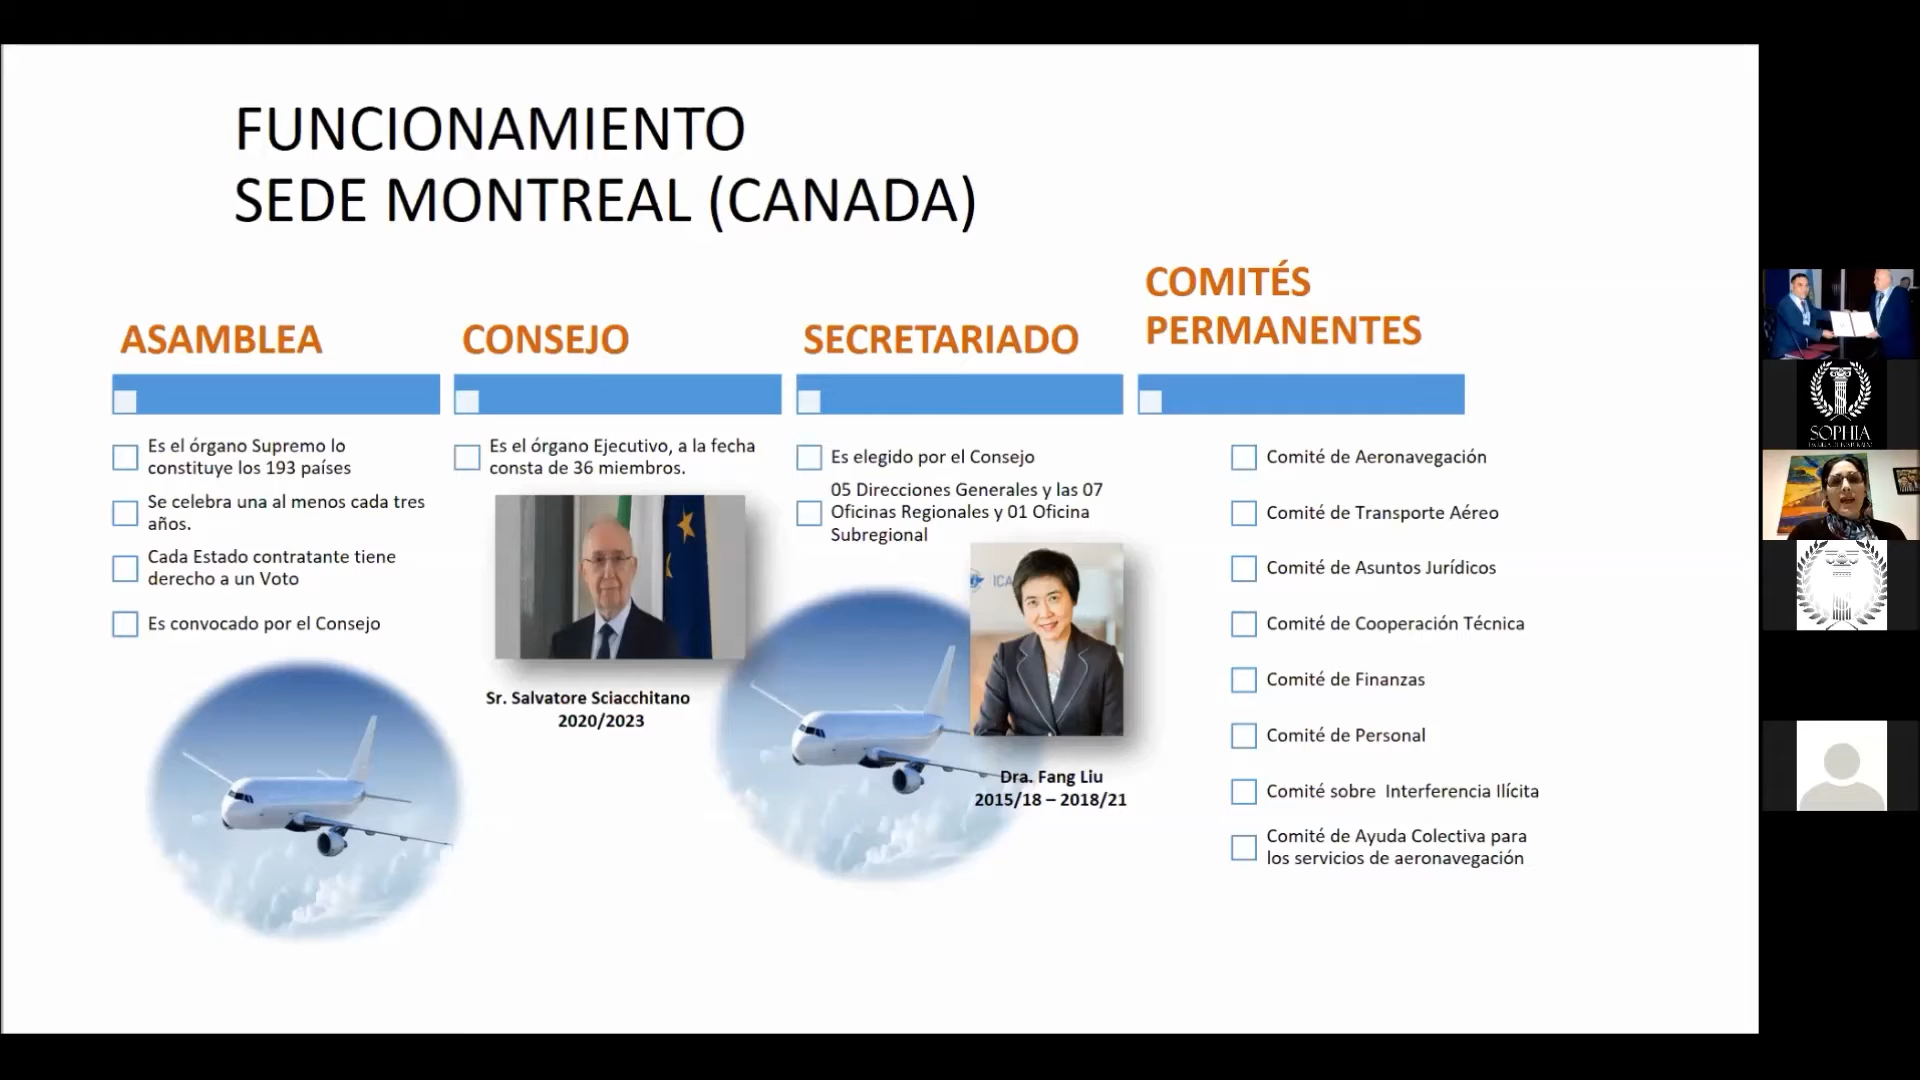 FUNCIONAMIENTO
SEDE MONTREAL (CANADA)
ASAMBLEA
Es el órgano Supremo lo
constituye los 193 países
Se celebra una al menos cada tres
años.
Cada Estado contratante tiene
derecho a un Voto
Es convocado por el Consejo
CONSEJO
Es el órgano Ejecutivo, a la fecha
consta de 36 miembros.
Sr. Salvatore Sciacchitano
2020/2023
SECRETARIADO
Es elegido por el Consejo
05 Direcciones Generales y las 07
Oficinas Regionales y 01 Oficina
Subregional
ICA
Dra. Fang Liu
2015/18 – 2018/21
COMITÉS
PERMANENTES
Comité de Aeronavegación
Comité de Transporte Aéreo
Comité de Asuntos Jurídicos
Comité de Cooperación Técnica
Comité de Finanzas
Comité de Personal
Comité sobre  Interferencia Ilícita
Comité de Ayuda Colectiva para
los servicios de aeronavegación
SOPHIA